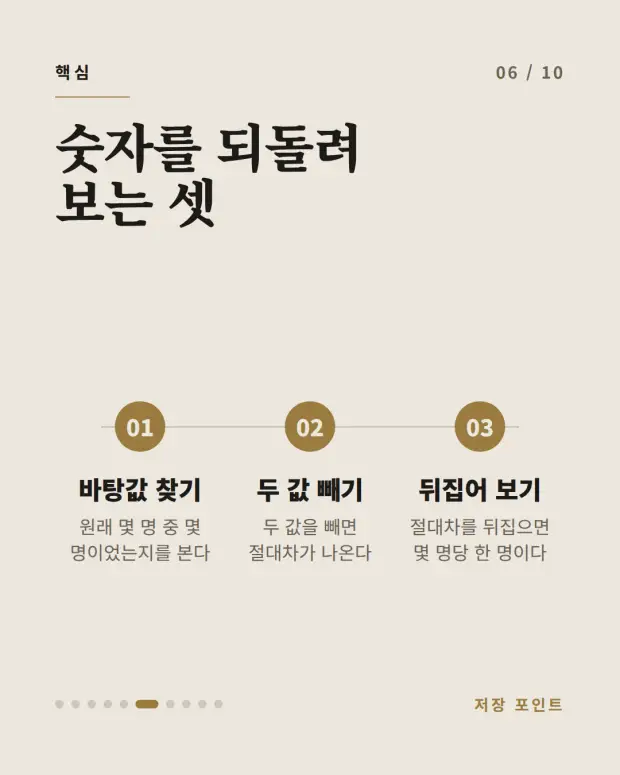 핵심
06 / 10
숫자를 되돌려
보는 셋
01
02
03
바탕값 찾기
원래 몇 명 중 몇
명이었는지를 본다
두 값 빼기
두 값을 빼면
절대차가 나온다
뒤집어 보기
절대차를 뒤집으면
몇 명당 한 명이다
저장 포인트